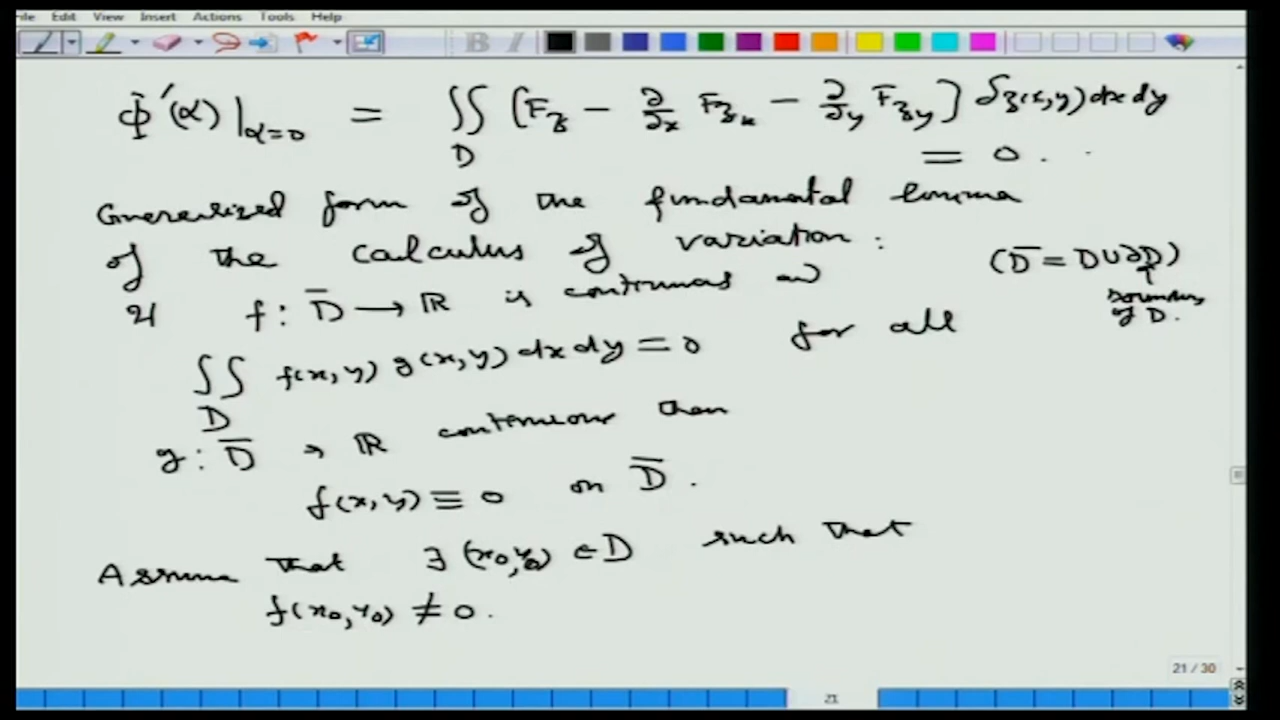 File Edit View Insert Actions Tools Help
Φ′(α)|α=0 = ∬D [Fz − ∂/∂x Fzx − ∂/∂y Fzy] δz(x,y) dx dy
= 0.
Generalized form of the fundamental lemma
of the calculus of variation :
(D̄ = D∪∂D)
boundary
of D.
If f : D̄ → ℝ is continuous and
∬D f(x,y) g(x,y) dx dy = 0 for all
g : D̄ → ℝ continuous then
f(x,y) ≡ 0 on D̄ .
Assume that ∃ (x0,y0) ∈ D such that
f(x0,y0) ≠ 0.
21 / 30
21